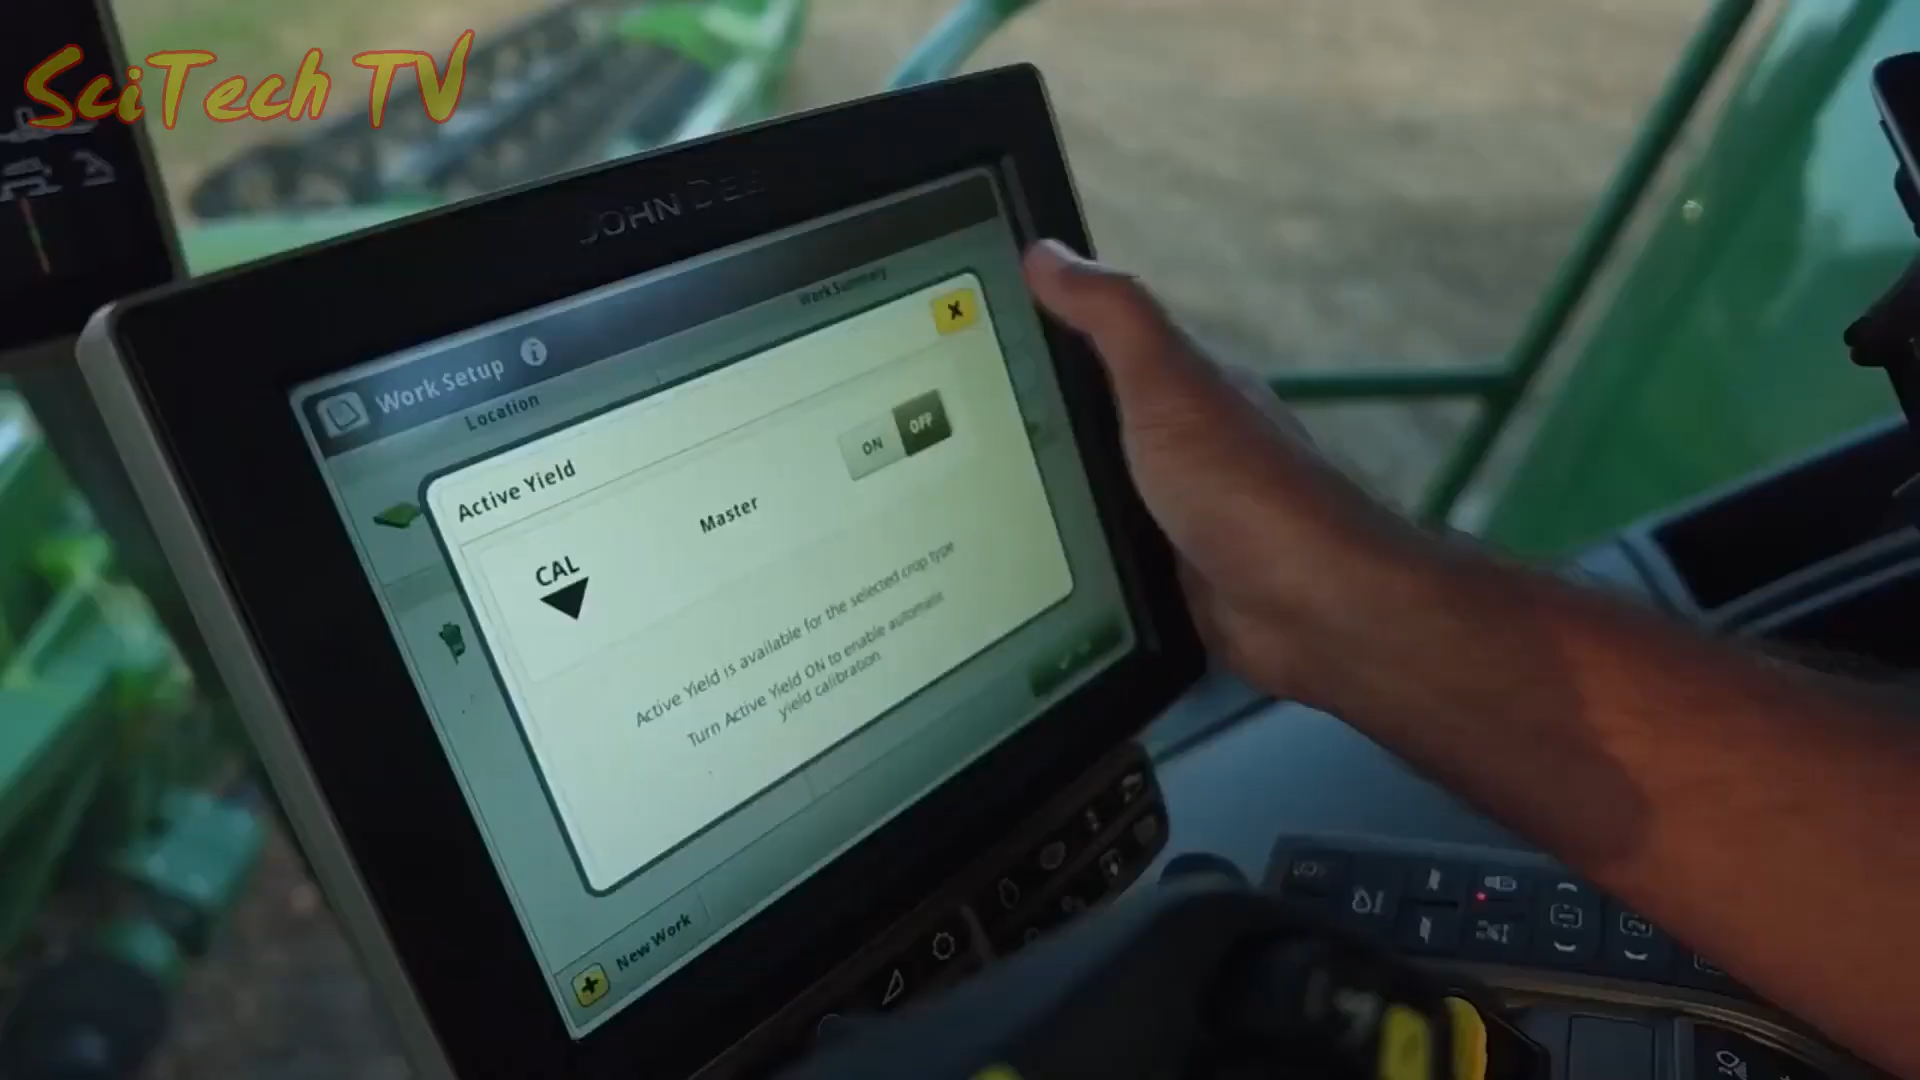 SciTech TV
JOHN DEE
Work Setup
Location
Work Summary
X
Active Yield
ON
OFF
Master
CAL
Active Yield is available for the selected crop type
Turn Active Yield ON to enable automatic
yield calibration
New Work